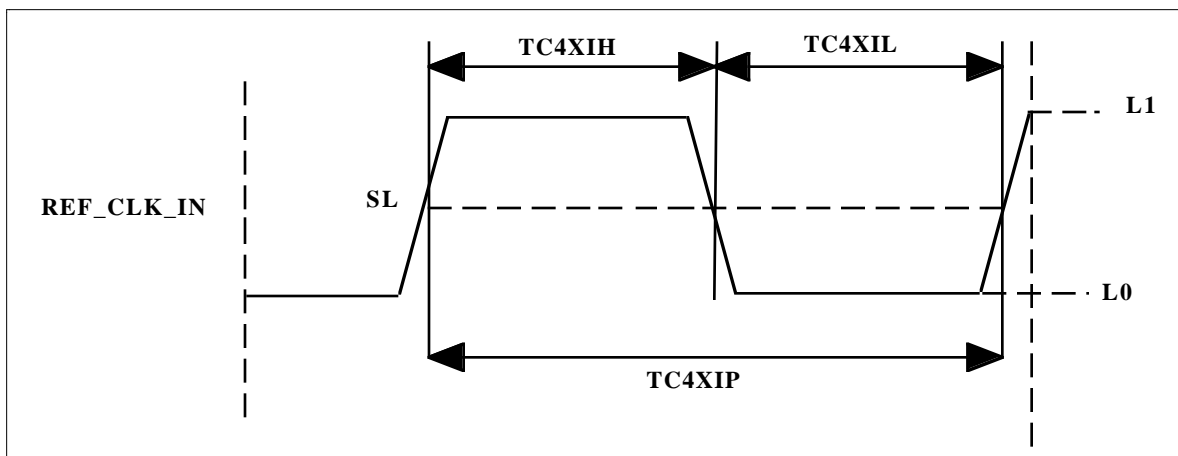 TC4XIH
TC4XIL
L1
SL
REF_CLK_IN
L0
TC4XIP